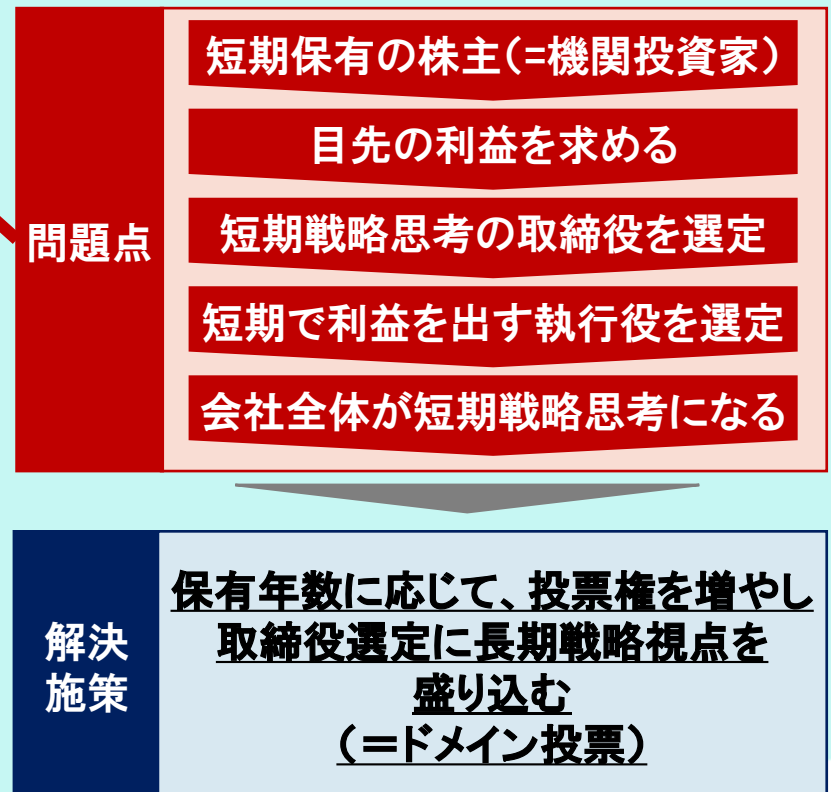 問題点
短期保有の株主(=機関投資家)
目先の利益を求める
短期戦略思考の取締役を選定
短期で利益を出す執行役を選定
会社全体が短期戦略思考になる
解決
施策
保有年数に応じて、投票権を増やし
取締役選定に長期戦略視点を
盛り込む
(=ドメイン投票)